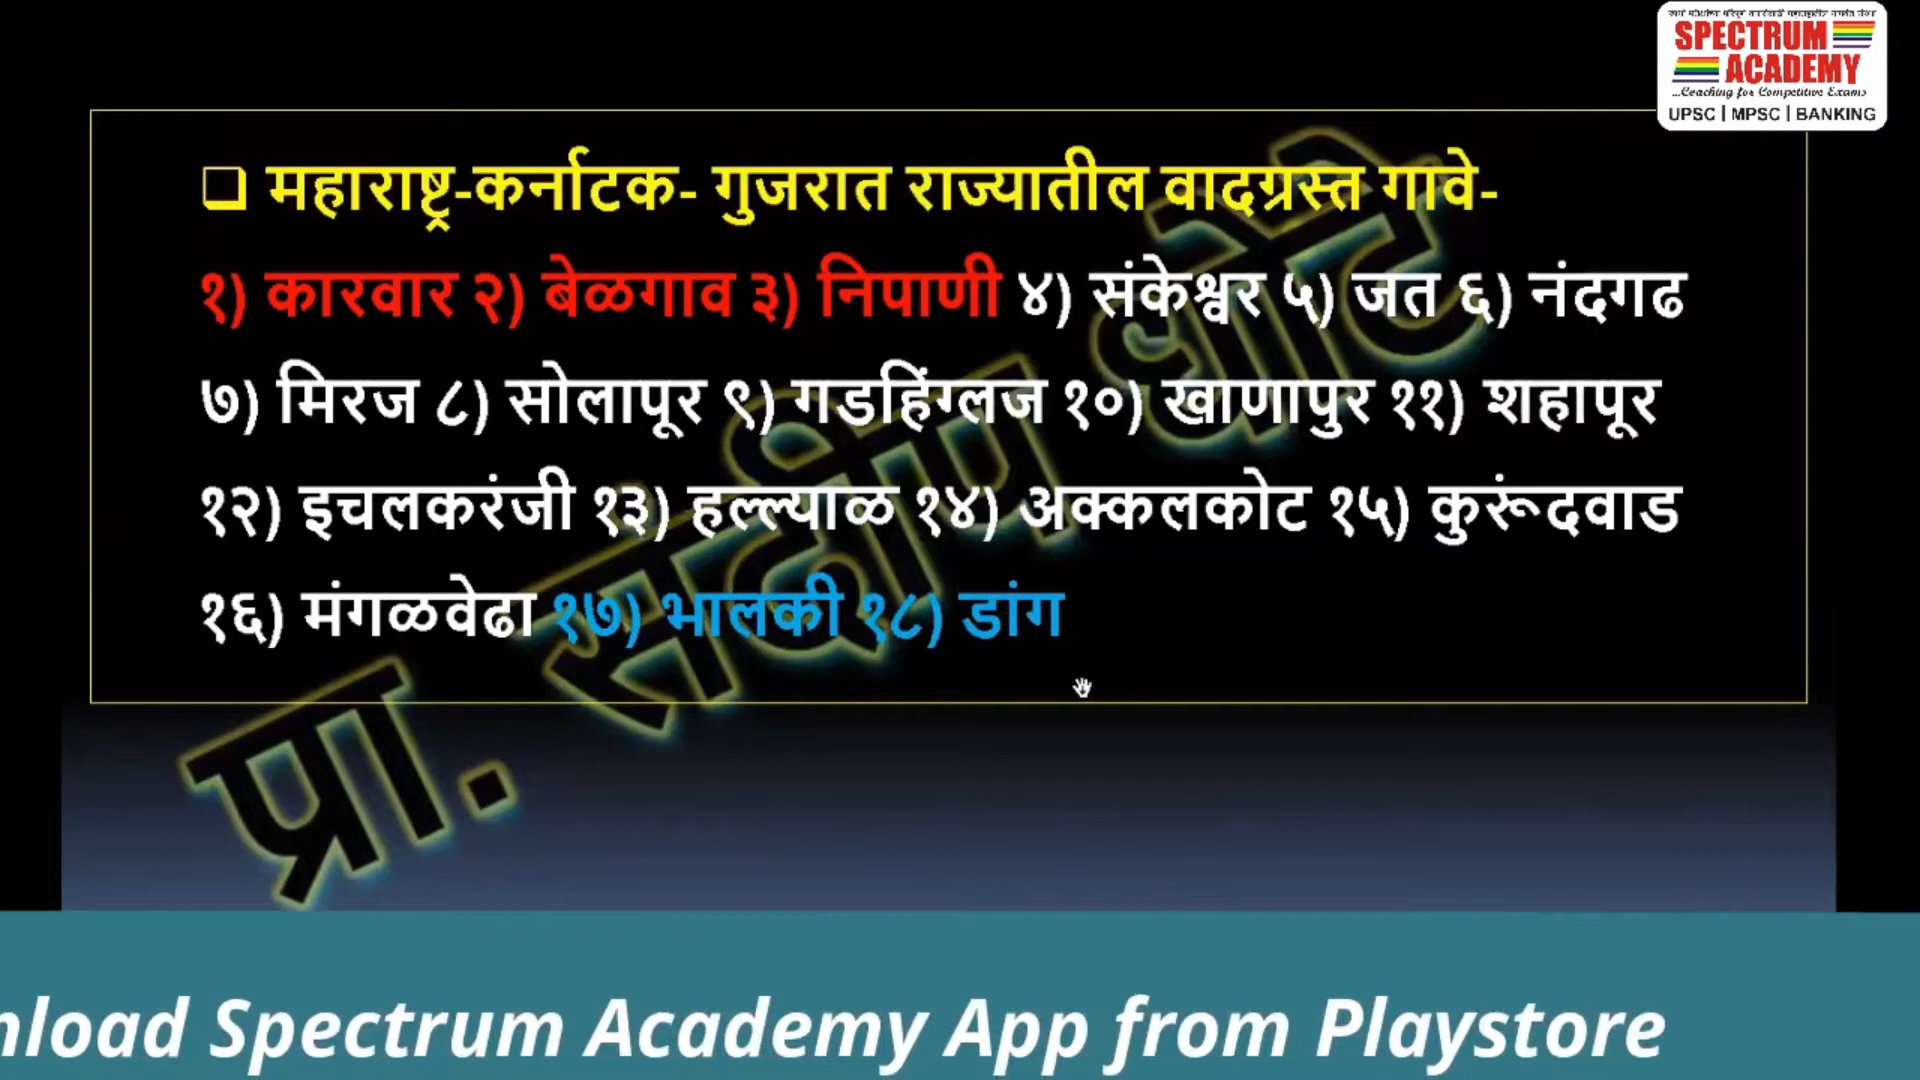 SPECTRUM
ACADEMY
...Coaching for Competitive Exams
UPSC | MPSC | BANKING
❑ महाराष्ट्र-कर्नाटक- गुजरात राज्यातील वादग्रस्त गावे-
१) कारवार २) बेळगाव ३) निपाणी ४) संकेश्वर ५) जत ६) नंदगढ
७) मिरज ८) सोलापूर ९) गडहिंग्लज १०) खाणापुर ११) शहापूर
१२) इचलकरंजी १३) हल्ल्याळ १४) अक्कलकोट १५) कुरूंदवाड
१६) मंगळवेढा १७) भालकी १८) डांग
प्रा. संदीप धोटे
nload Spectrum Academy App from Playstore